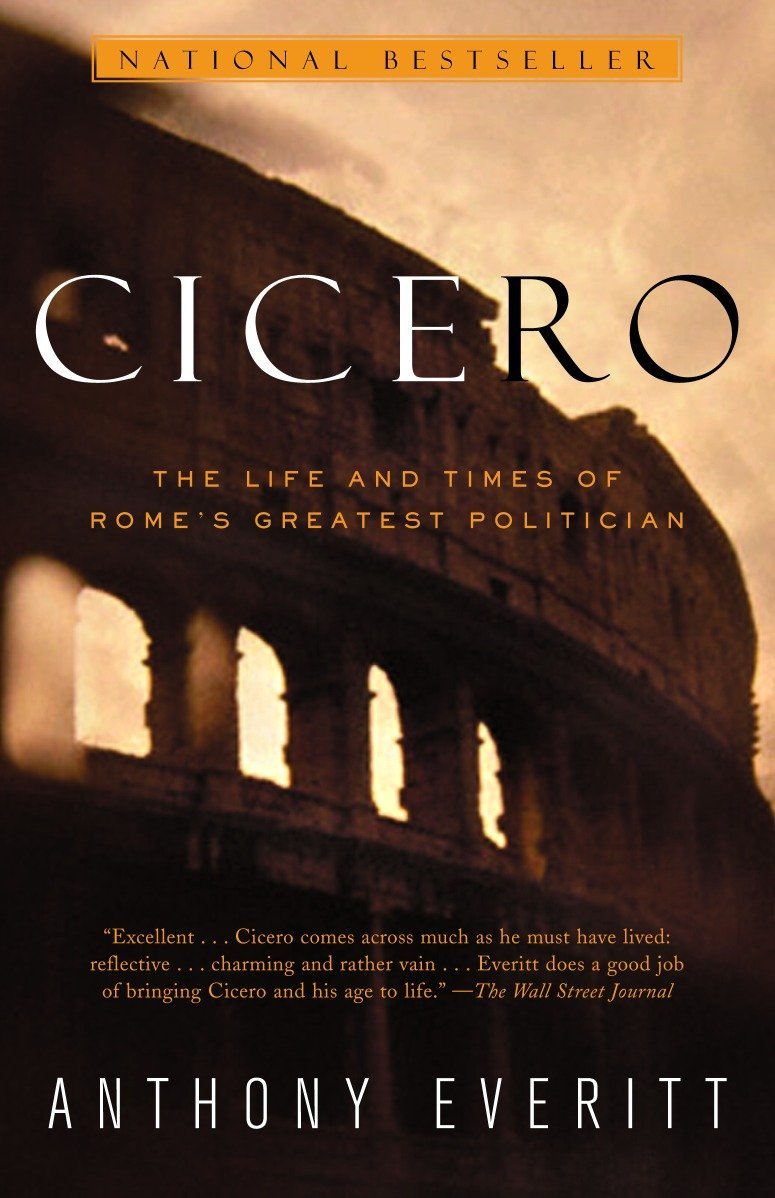 NATIONAL BESTSELLER
CICERO
THE LIFE AND TIMES OF
ROME'S GREATEST POLITICIAN
“Excellent . . . Cicero comes across much as he must have lived:
reflective . . . charming and rather vain . . . Everitt does a good job
of bringing Cicero and his age to life.” —The Wall Street Journal
ANTHONY EVERITT